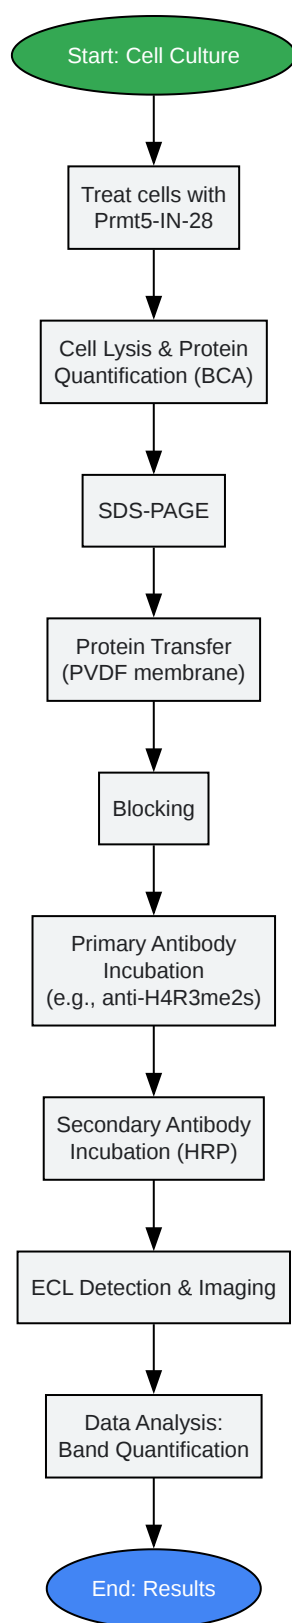 Start: Cell Culture
Treat cells with
Prmt5-IN-28
Cell Lysis & Protein
Quantification (BCA)
SDS-PAGE
Protein Transfer
(PVDF membrane)
Blocking
Primary Antibody
Incubation
(e.g., anti-H4R3me2s)
Secondary Antibody
Incubation (HRP)
ECL Detection & Imaging
Data Analysis:
Band Quantification
End: Results